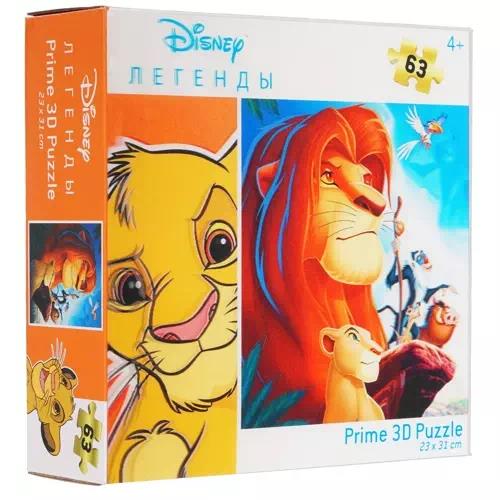 Disney
ЛЕГЕНДЫ
63
4+
Prime 3D Puzzle
23 x 31 cm
Disney
ЛЕГЕНДЫ
Prime 3D Puzzle
23 x 31 cm
63